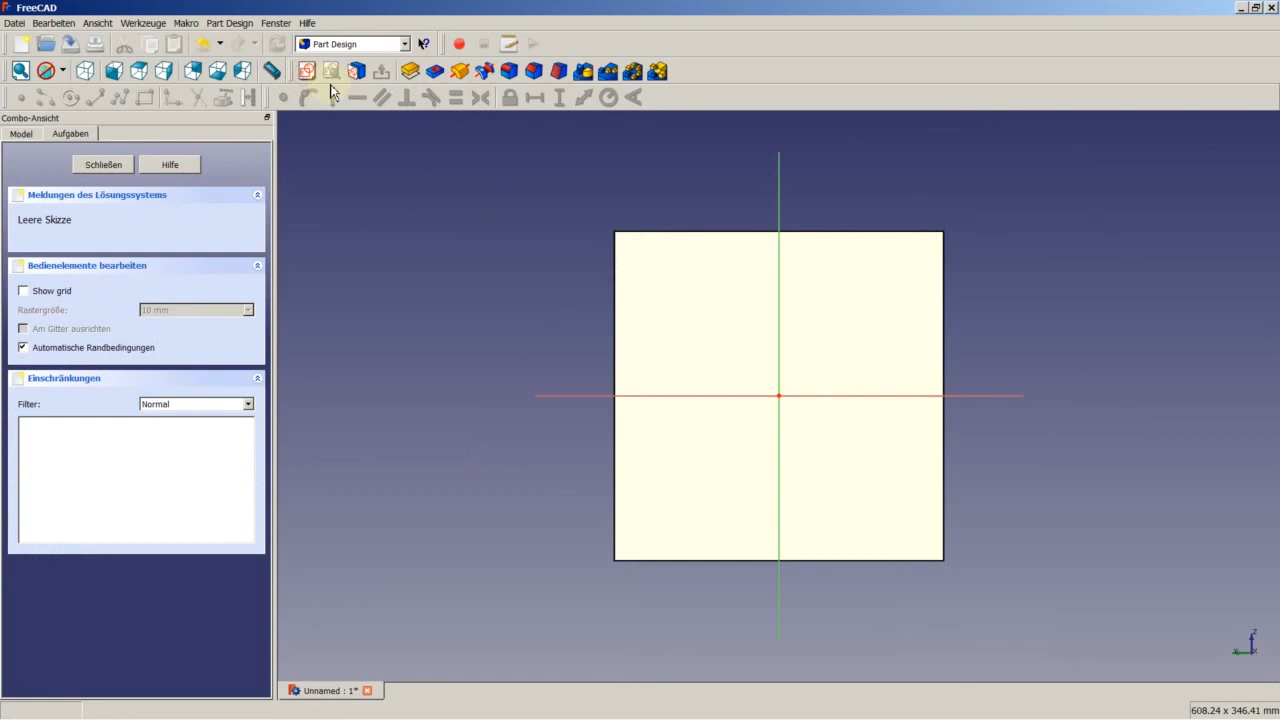 FreeCAD
Datei Bearbeiten Ansicht Werkzeuge Makro Part Design Fenster Hilfe
Part Design
Combo-Ansicht
Model Aufgaben
Schließen Hilfe
Meldungen des Lösungssystems
Leere Skizze
Bedienelemente bearbeiten
Show grid
Rastergröße: 10 mm
Am Gitter ausrichten
Automatische Randbedingungen
Einschränkungen
Filter: Normal
Z
Y X
Unnamed : 1*
608.24 x 346.41 mm